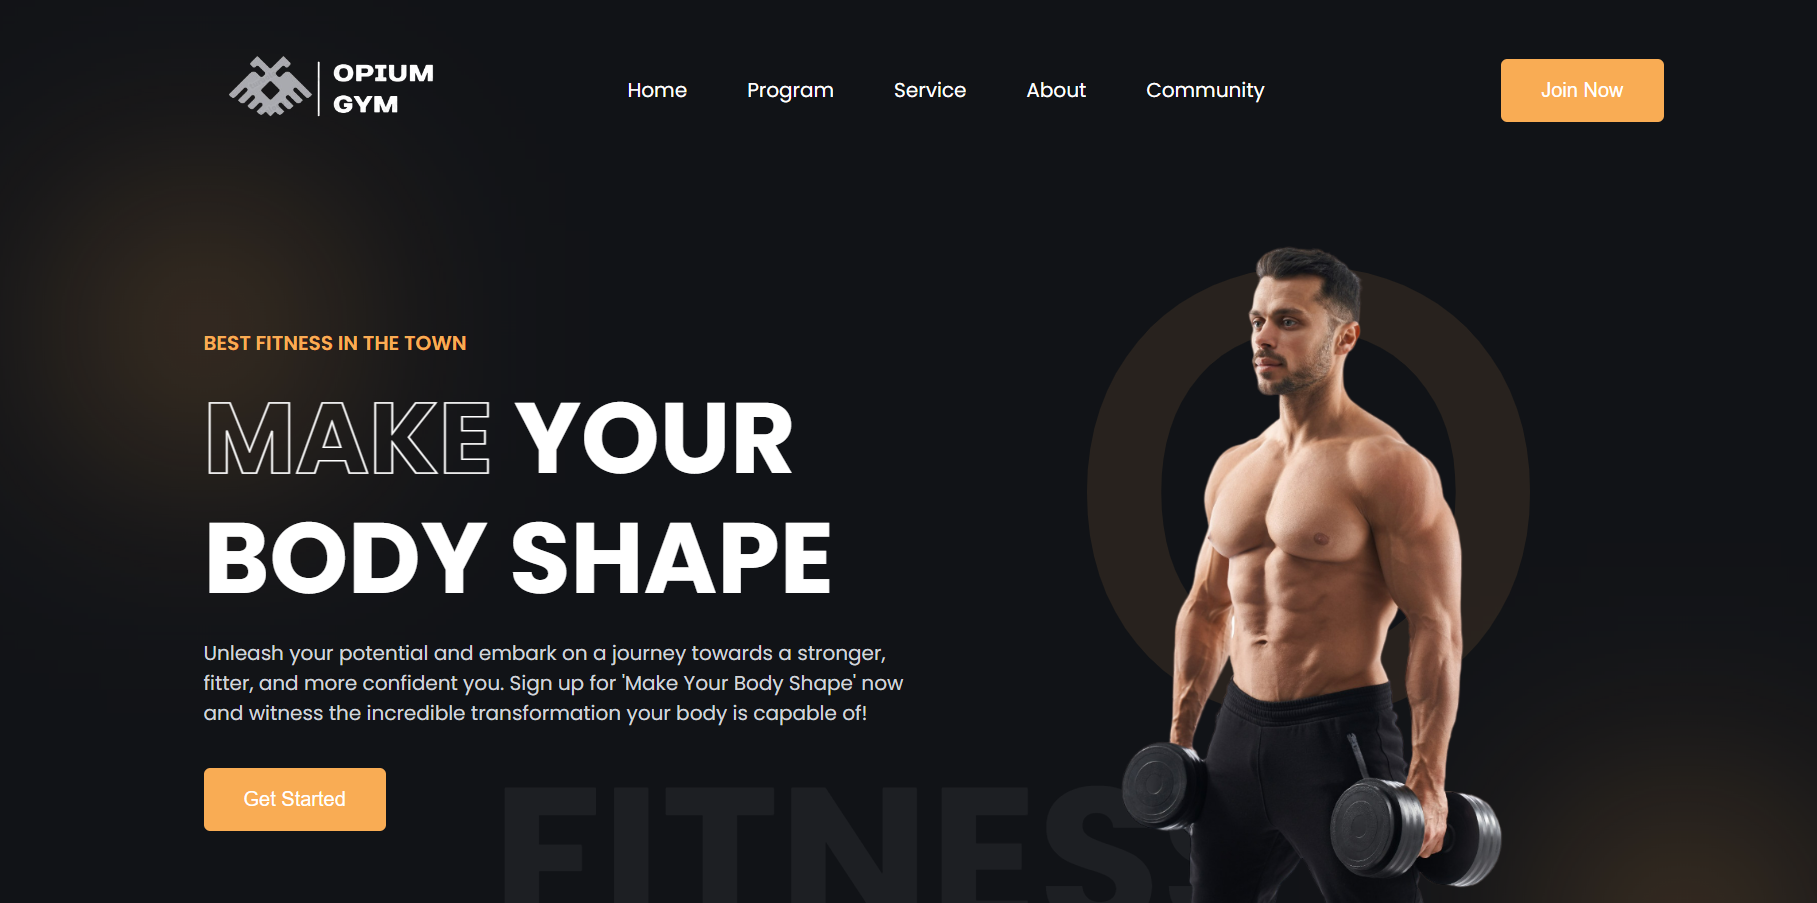 OPIUM
GYM
Home Program Service About Community
Join Now
BEST FITNESS IN THE TOWN
MAKE YOUR
BODY SHAPE
Unleash your potential and embark on a journey towards a stronger,
fitter, and more confident you. Sign up for 'Make Your Body Shape' now
and witness the incredible transformation your body is capable of!
Get Started
FITNESS